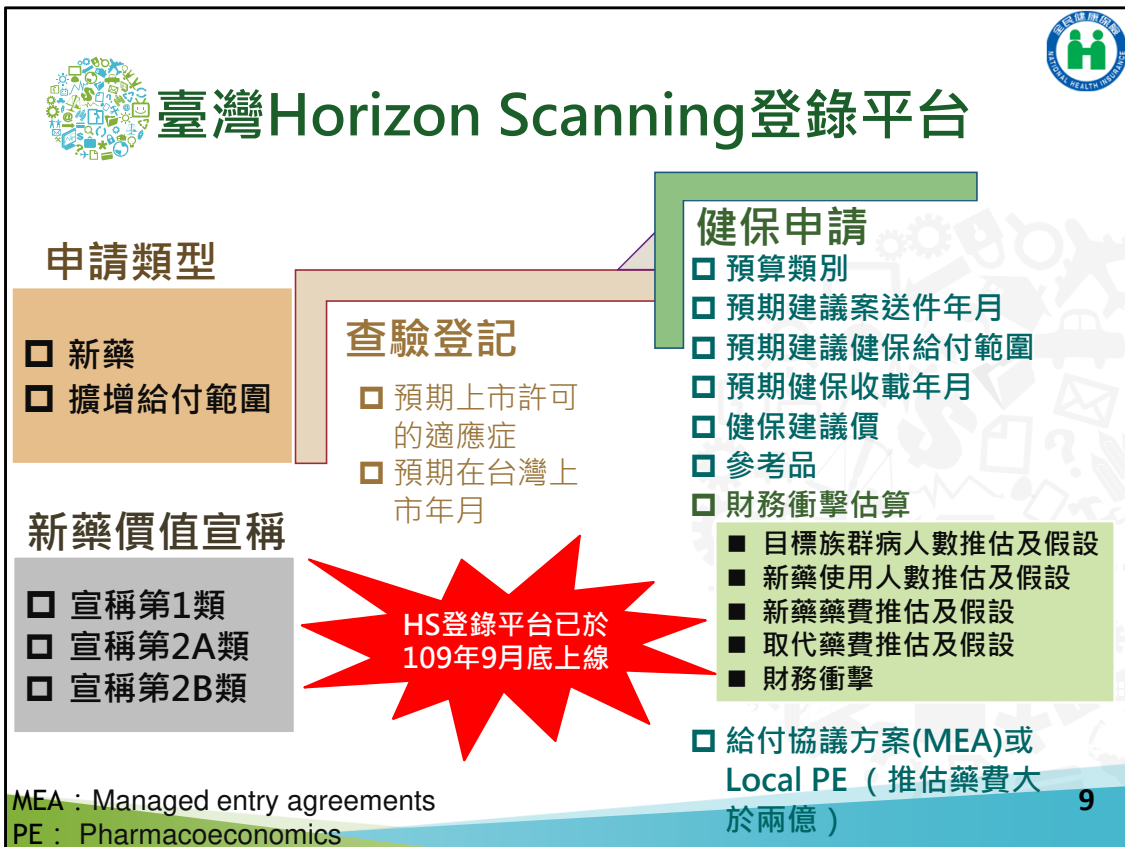 全民健康保險
NATIONAL HEALTH INSURANCE
臺灣Horizon Scanning登錄平台
申請類型
□ 新藥
□ 擴增給付範圍
新藥價值宣稱
□ 宣稱第1類
□ 宣稱第2A類
□ 宣稱第2B類
查驗登記
□ 預期上市許可
的適應症
□ 預期在台灣上
市年月
HS登錄平台已於
109年9月底上線
健保申請
□ 預算類別
□ 預期建議案送件年月
□ 預期建議健保給付範圍
□ 預期健保收載年月
□ 健保建議價
□ 參考品
□ 財務衝擊估算
■ 目標族群病人數推估及假設
■ 新藥使用人數推估及假設
■ 新藥藥費推估及假設
■ 取代藥費推估及假設
■ 財務衝擊
□ 給付協議方案(MEA)或
Local PE （推估藥費大
於兩億）
MEA：Managed entry agreements
PE： Pharmacoeconomics
9